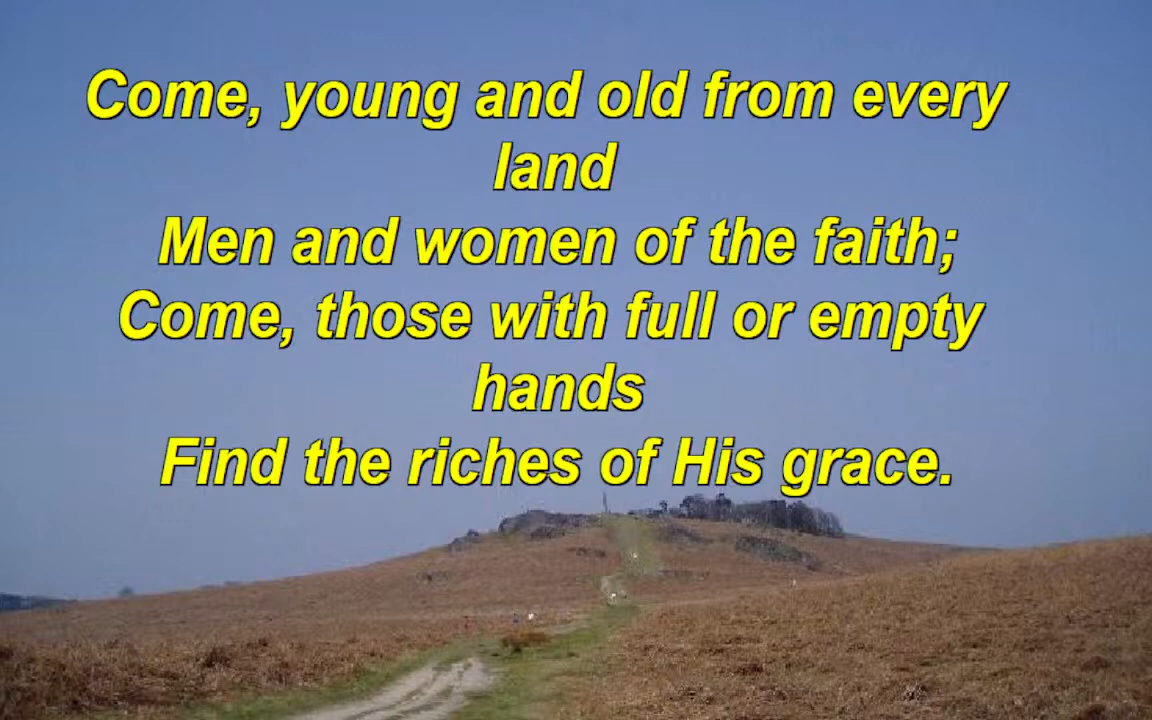 Come, young and old from every
land
Men and women of the faith;
Come, those with full or empty
hands
Find the riches of His grace.